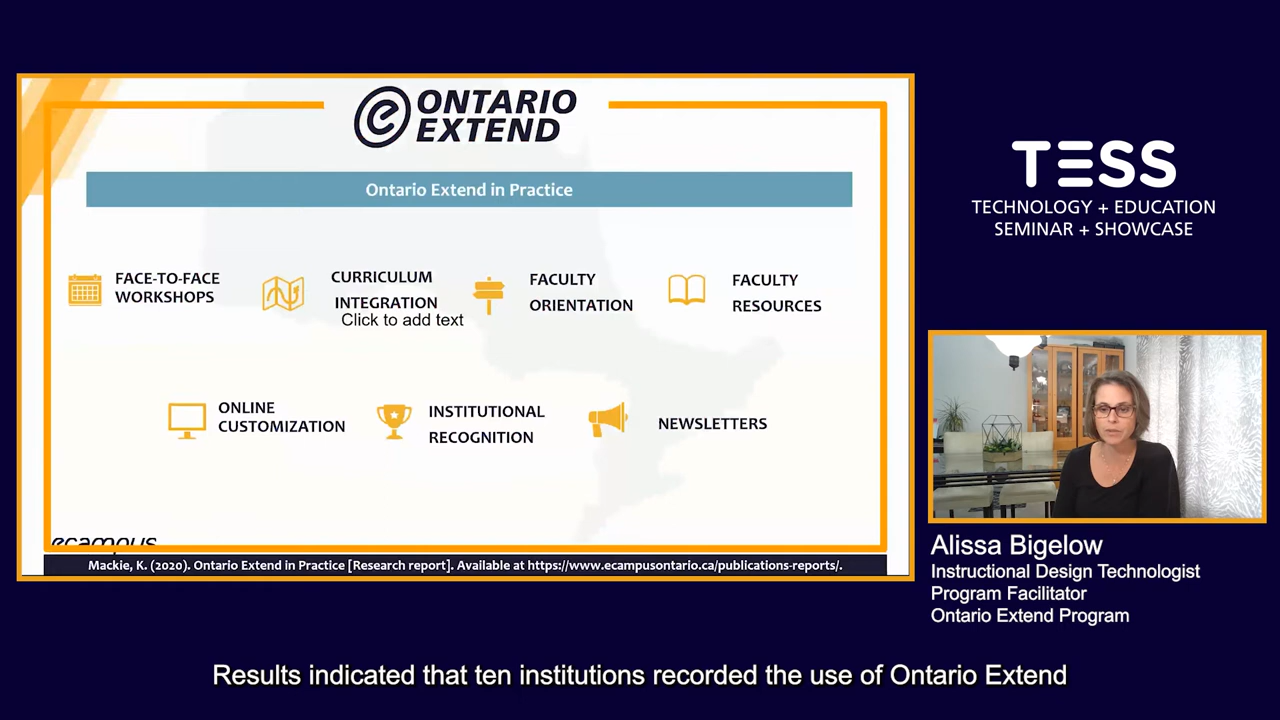 ONTARIO
EXTEND
Ontario Extend in Practice
FACE-TO-FACE
WORKSHOPS
CURRICULUM
INTEGRATION
Click to add text
FACULTY
ORIENTATION
FACULTY
RESOURCES
ONLINE
CUSTOMIZATION
INSTITUTIONAL
RECOGNITION
NEWSLETTERS
ecampus
Mackie, K. (2020). Ontario Extend in Practice [Research report]. Available at https://www.ecampusontario.ca/publications-reports/.
TESS
TECHNOLOGY + EDUCATION
SEMINAR + SHOWCASE
Alissa Bigelow
Instructional Design Technologist
Program Facilitator
Ontario Extend Program
Results indicated that ten institutions recorded the use of Ontario Extend